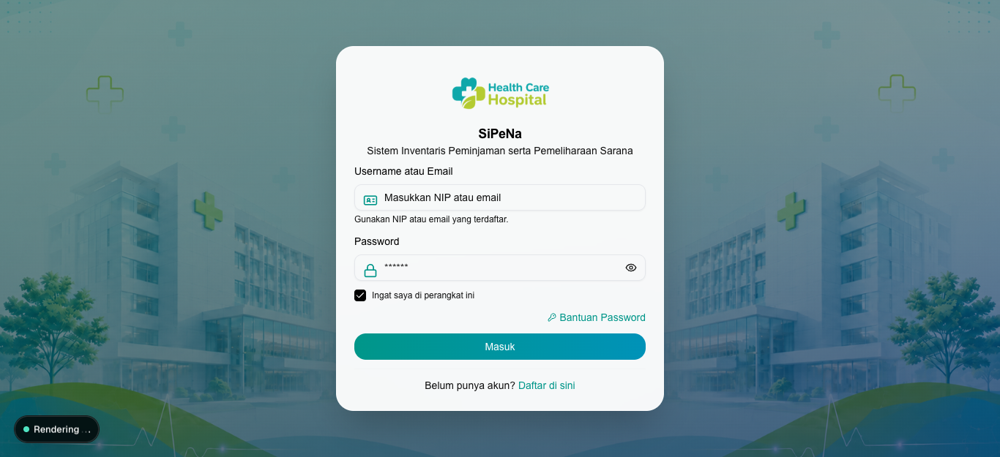 Health Care
Hospital
SiPeNa
Sistem Inventaris Peminjaman serta Pemeliharaan Sarana
Username atau Email
Masukkan NIP atau email
Gunakan NIP atau email yang terdaftar.
Password
******
Ingat saya di perangkat ini
Bantuan Password
Masuk
Belum punya akun? Daftar di sini
Rendering ...